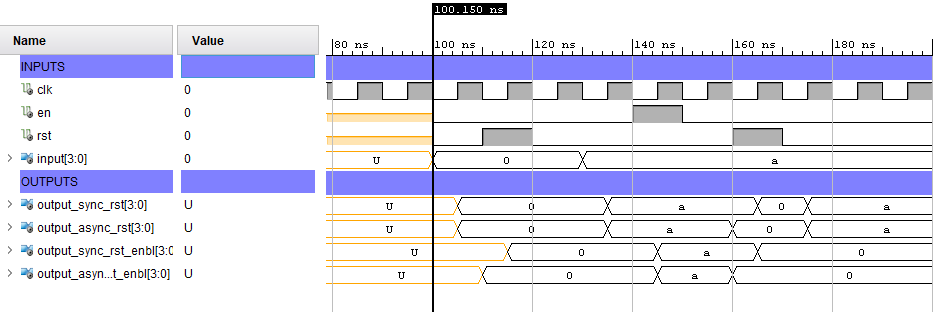 100.150 ns
Name Value 80 ns 100 ns 120 ns 140 ns 160 ns 180 ns
INPUTS
clk 0
en 0
rst 0
input[3:0] 0 U 0 a
OUTPUTS
output_sync_rst[3:0] U U 0 a 0 a
output_async_rst[3:0] U U 0 a 0 a
output_sync_rst_enbl[3:0 U U 0 a 0
output_asyn...t_enbl[3:0] U U 0 a 0